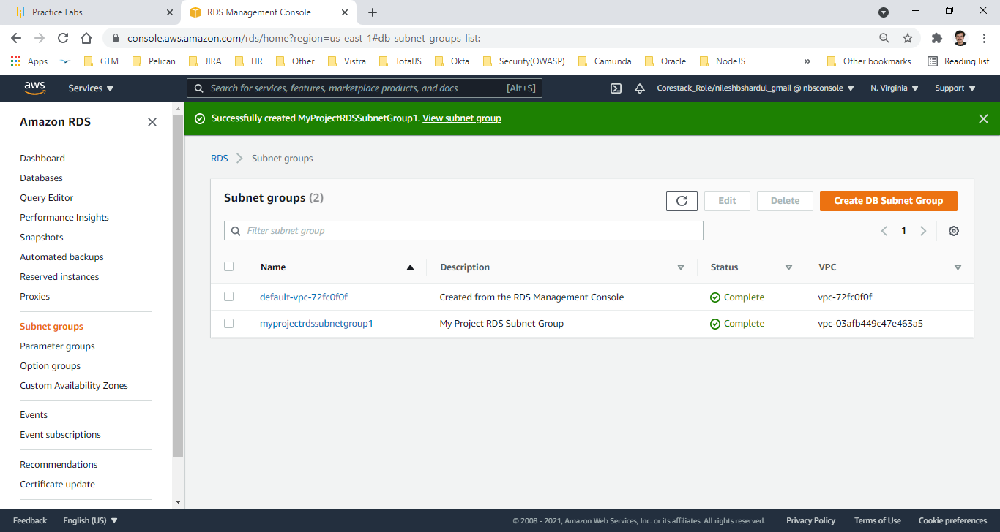 Practice Labs
RDS Management Console
console.aws.amazon.com/rds/home?region=us-east-1#db-subnet-groups-list:
Apps GTM Pelican JIRA HR Other Vistra TotalJS Okta Security(OWASP) Camunda Oracle NodeJS » Other bookmarks Reading list
aws Services Search for services, features, marketplace products, and docs [Alt+S] Corestack_Role/nileshbshardul_gmail @ nbsconsole N. Virginia Support
Amazon RDS
Dashboard
Databases
Query Editor
Performance Insights
Snapshots
Automated backups
Reserved instances
Proxies
Subnet groups
Parameter groups
Option groups
Custom Availability Zones
Events
Event subscriptions
Recommendations
Certificate update
Successfully created MyProjectRDSSubnetGroup1. View subnet group
RDS Subnet groups
Subnet groups (2)
Edit Delete Create DB Subnet Group
Filter subnet group
1
Name Description Status VPC
default-vpc-72fc0f0f Created from the RDS Management Console Complete vpc-72fc0f0f
myprojectrdssubnetgroup1 My Project RDS Subnet Group Complete vpc-03afb449c47e463a5
Feedback English (US) © 2008 - 2021, Amazon Web Services, Inc. or its affiliates. All rights reserved. Privacy Policy Terms of Use Cookie preferences